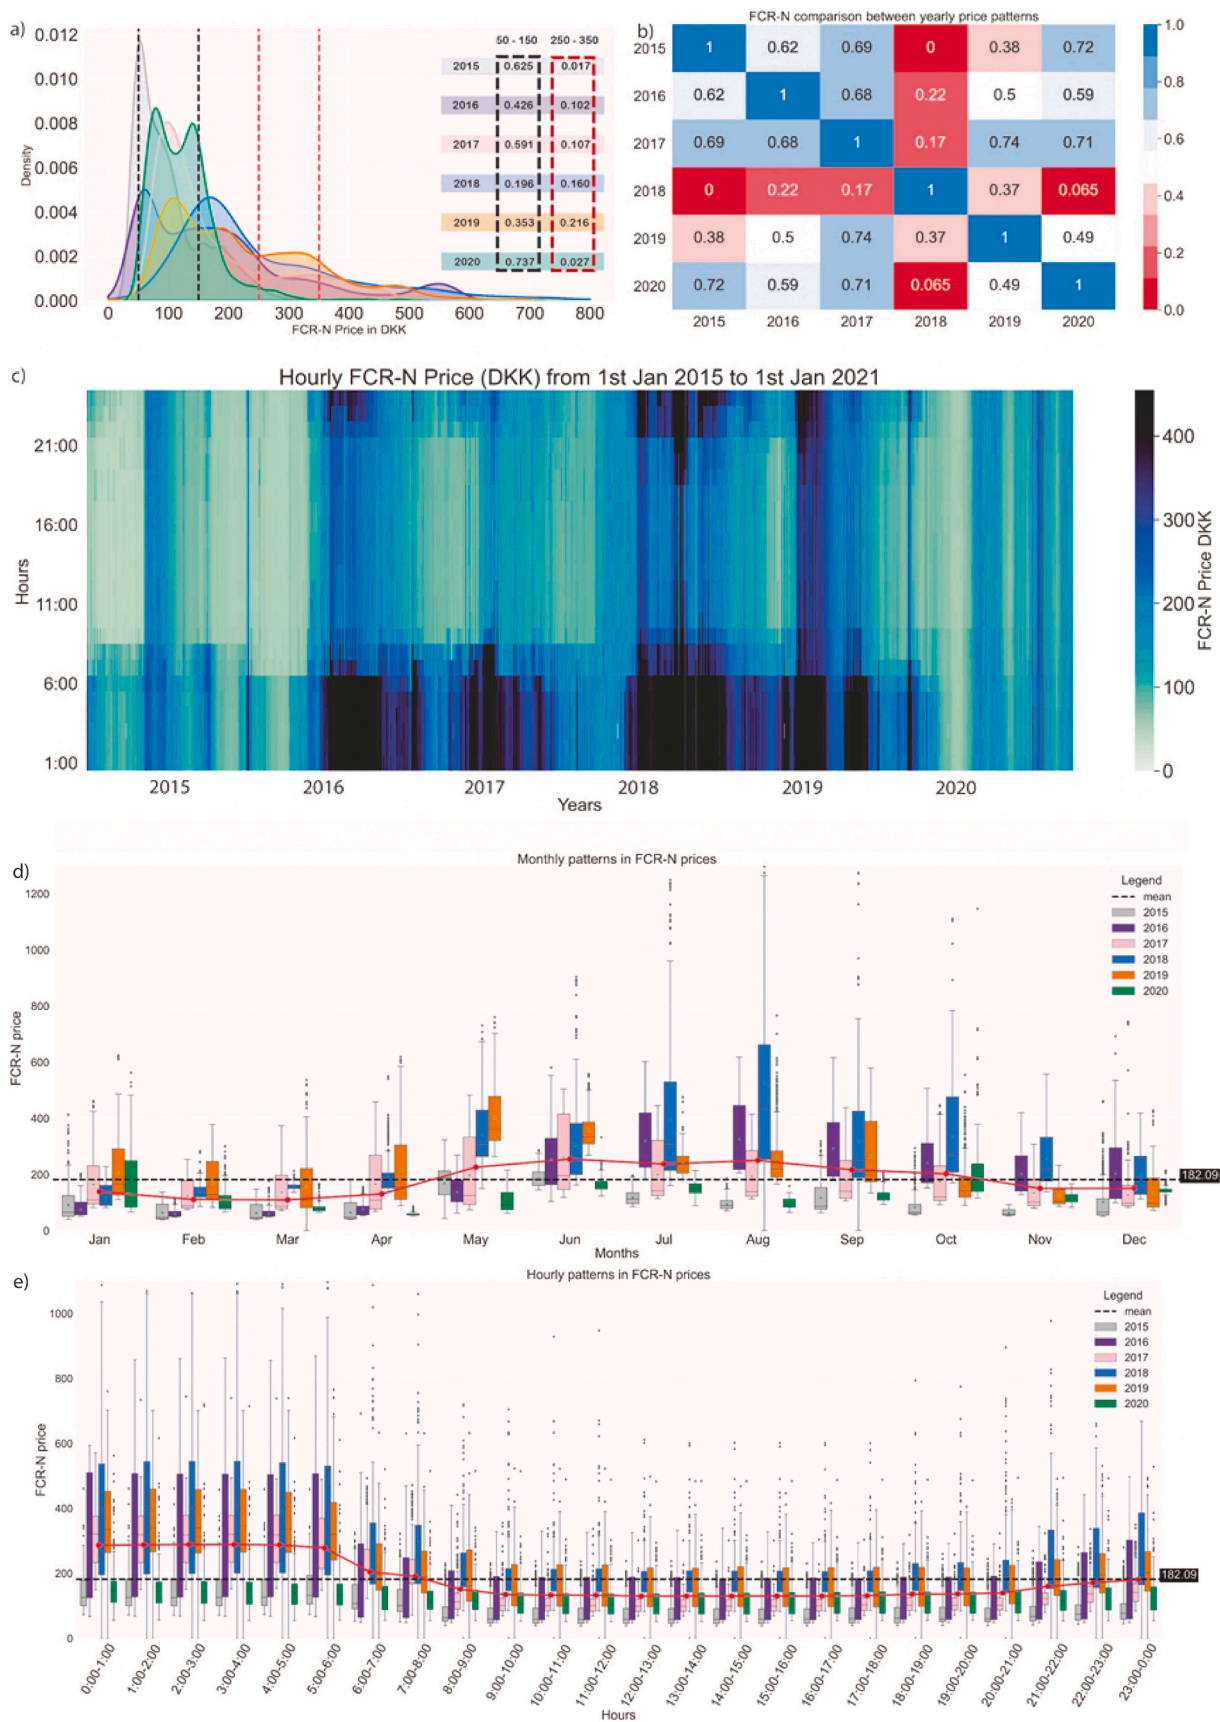 a)
50 - 150 250 - 350
2015 0.625 0.017
2016 0.426 0.102
2017 0.591 0.107
2018 0.196 0.160
2019 0.353 0.216
2020 0.737 0.027
0.012
0.010
0.008
0.006
0.004
0.002
0.000
Density
0 100 200 300 400 500 600 700 800
FCR-N Price in DKK
b)
FCR-N comparison between yearly price patterns
2015 1 0.62 0.69 0 0.38 0.72
2016 0.62 1 0.68 0.22 0.5 0.59
2017 0.69 0.68 1 0.17 0.74 0.71
2018 0 0.22 0.17 1 0.37 0.065
2019 0.38 0.5 0.74 0.37 1 0.49
2020 0.72 0.59 0.71 0.065 0.49 1
2015 2016 2017 2018 2019 2020
1.0
0.8
0.6
0.4
0.2
0.0
c)
Hourly FCR-N Price (DKK) from 1st Jan 2015 to 1st Jan 2021
21:00
16:00
11:00
6:00
1:00
Hours
2015 2016 2017 2018 2019 2020
Years
400
300
200
100
0
FCR-N Price DKK
d)
Monthly patterns in FCR-N prices
Legend
mean
2015
2016
2017
2018
2019
2020
1200
1000
800
600
400
200
0
FCR-N price
182.09
Jan Feb Mar Apr May Jun Jul Aug Sep Oct Nov Dec
Months
e)
Hourly patterns in FCR-N prices
Legend
mean
2015
2016
2017
2018
2019
2020
1000
800
600
400
200
0
FCR-N price
182.09
0:00-1:00 1:00-2:00 2:00-3:00 3:00-4:00 4:00-5:00 5:00-6:00 6:00-7:00 7:00-8:00 8:00-9:00 9:00-10:00 10:00-11:00 11:00-12:00 12:00-13:00 13:00-14:00 14:00-15:00 15:00-16:00 16:00-17:00 17:00-18:00 18:00-19:00 19:00-20:00 20:00-21:00 21:00-22:00 22:00-23:00 23:00-0:00
Hours